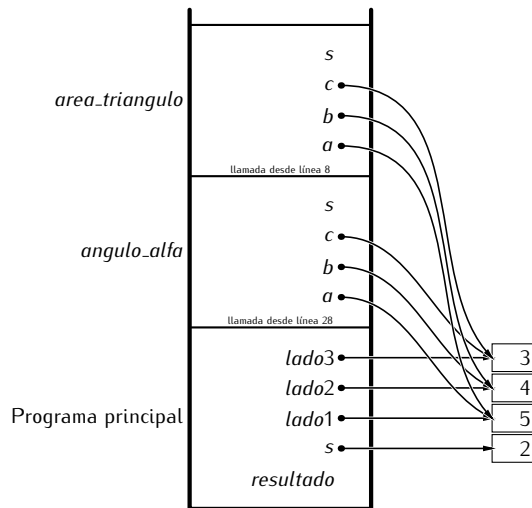 s
c
area_triangulo
b
a
llamada desde línea 8
s
c
angulo_alfa
b
a
llamada desde línea 28
lado3 3
lado2 4
Programa principal
lado1 5
s 2
resultado